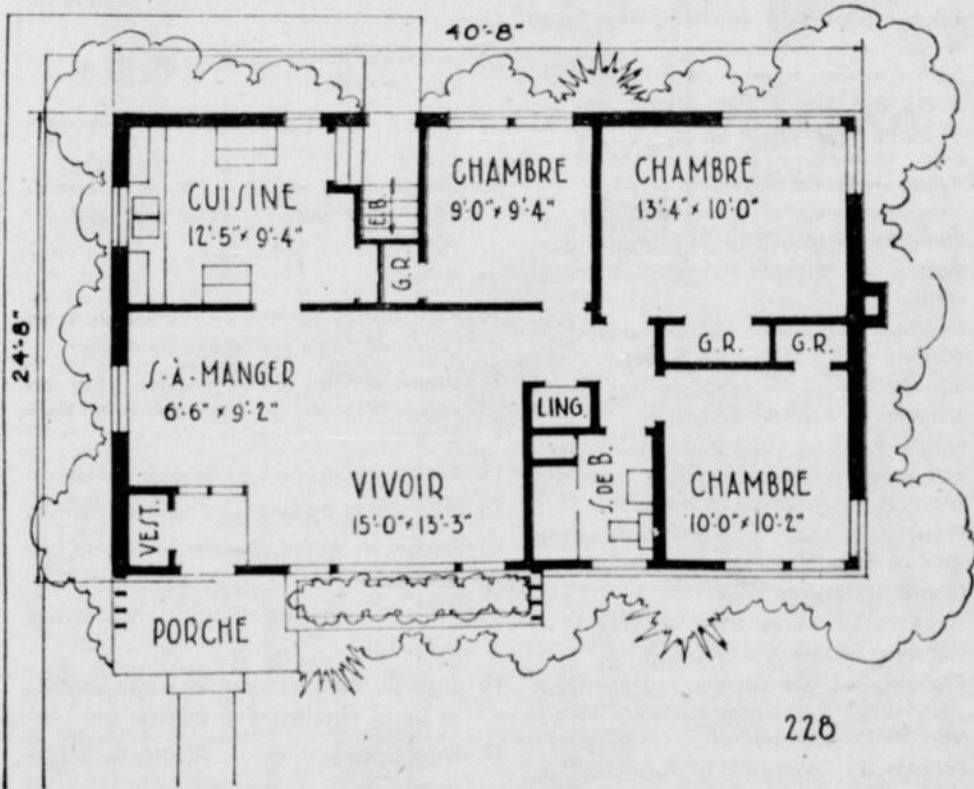 40'-8"
24'-8"
CUISINE
12'-5" x 9'-4"
E.B.
G.R.
CHAMBRE
9'-0" x 9'-4"
CHAMBRE
13'-4" x 10'-0"
G.R.
G.R.
S.-À-MANGER
6'-6" x 9'-2"
LING.
VIVOIR
15'-0" x 13'-3"
S. DE B.
CHAMBRE
10'-0" x 10'-2"
VEST.
PORCHE
228